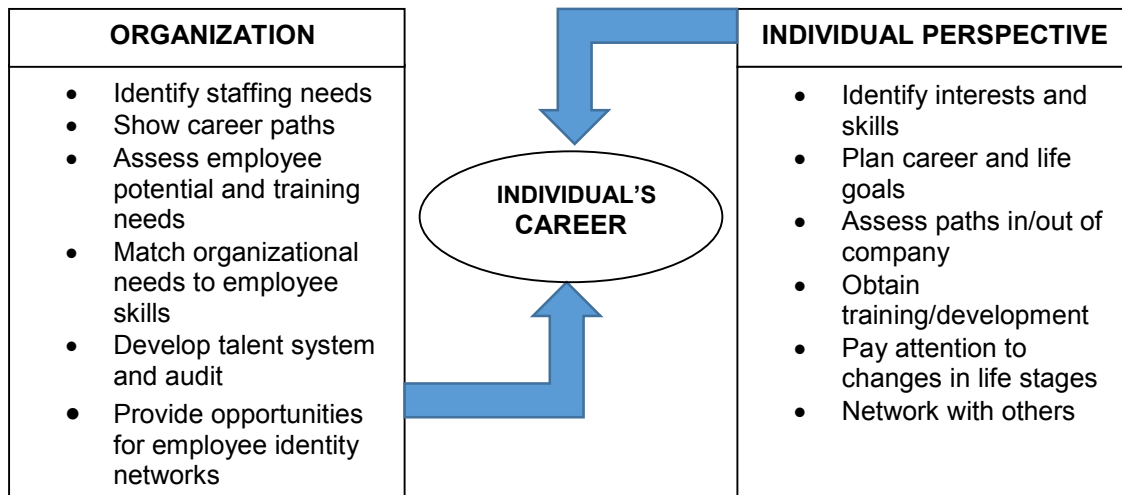 ORGANIZATION
• Identify staffing needs
• Show career paths
• Assess employee
potential and training
needs
• Match organizational
needs to employee
skills
• Develop talent system
and audit
• Provide opportunities
for employee identity
networks
INDIVIDUAL'S
CAREER
INDIVIDUAL PERSPECTIVE
• Identify interests and
skills
• Plan career and life
goals
• Assess paths in/out of
company
• Obtain
training/development
• Pay attention to
changes in life stages
• Network with others